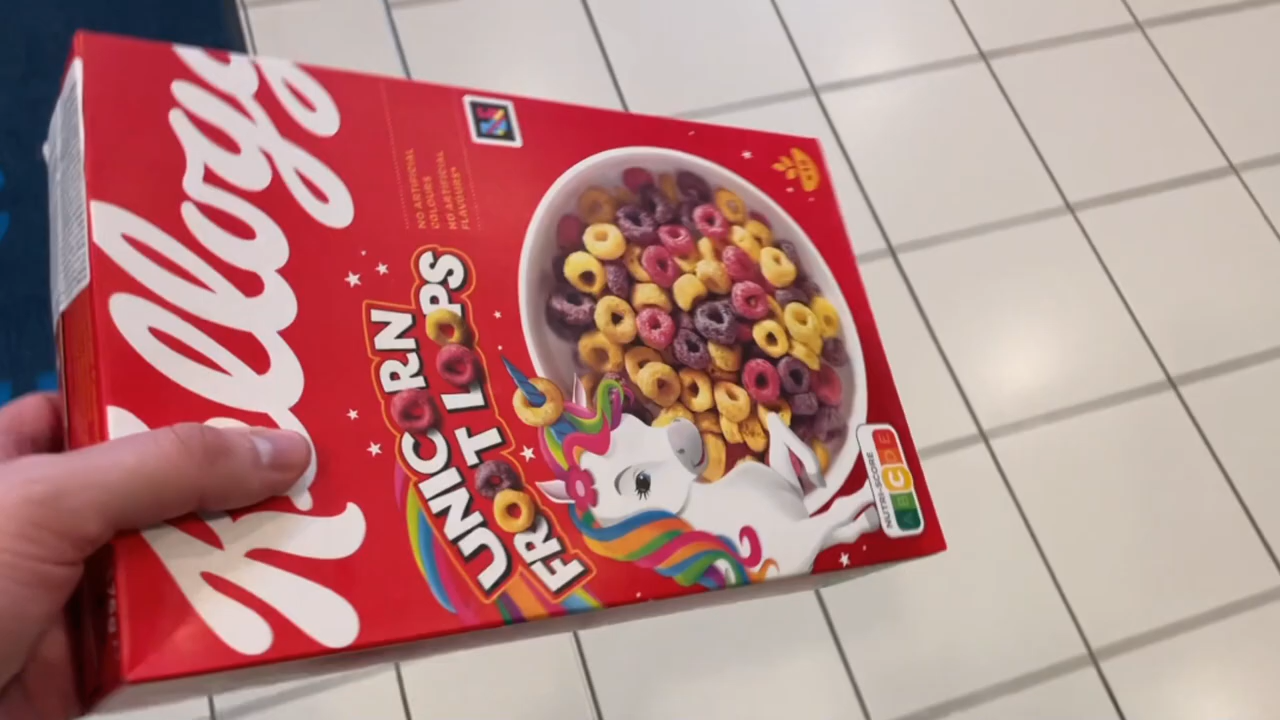 Kellogg's
NO ARTIFICIAL
COLOURS
NO ARTIFICIAL
FLAVOURS*
UNICORN
FROOT LOOPS
NUTRI-SCORE
A B C D E